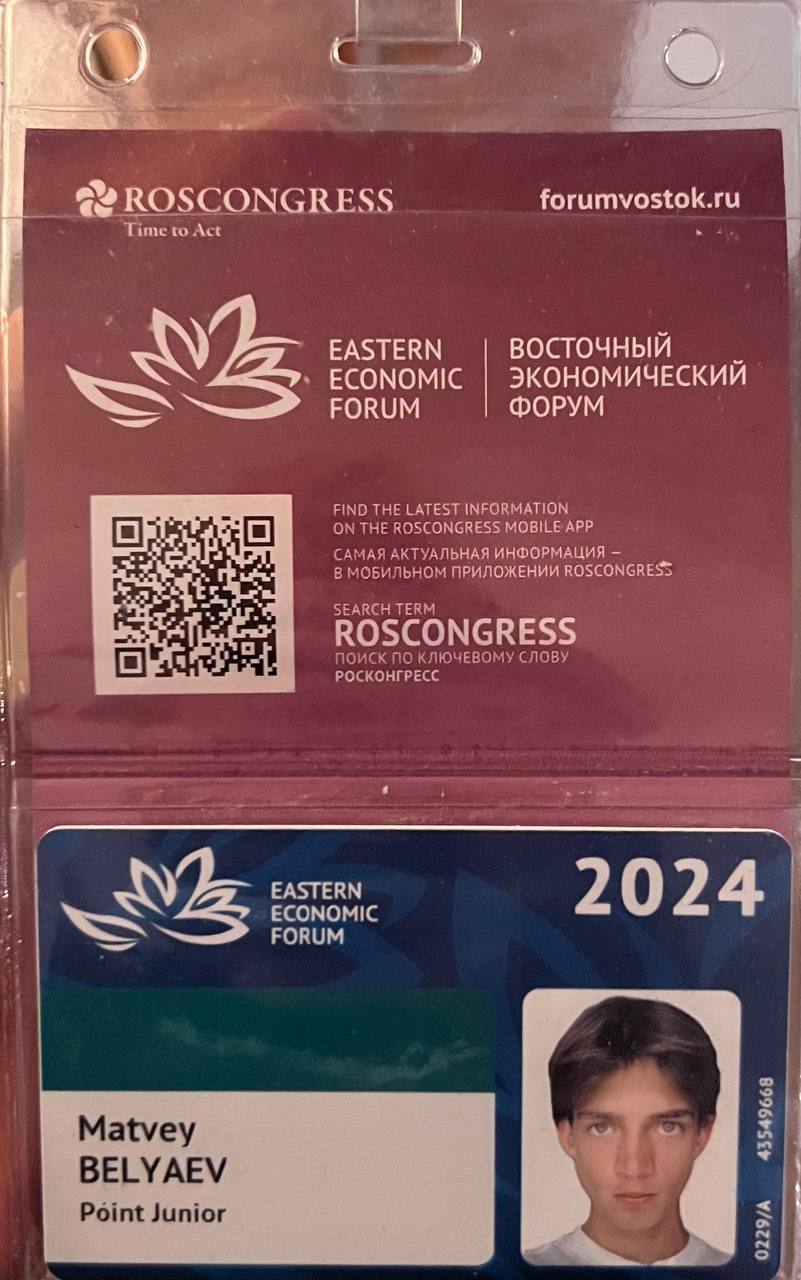 ROSCONGRESS
Time to Act
forumvostok.ru
EASTERN
ECONOMIC
FORUM
ВОСТОЧНЫЙ
ЭКОНОМИЧЕСКИЙ
ФОРУМ
FIND THE LATEST INFORMATION
ON THE ROSCONGRESS MOBILE APP
САМАЯ АКТУАЛЬНАЯ ИНФОРМАЦИЯ –
В МОБИЛЬНОМ ПРИЛОЖЕНИИ ROSCONGRESS
SEARCH TERM
ROSCONGRESS
ПОИСК ПО КЛЮЧЕВОМУ СЛОВУ
РОСКОНГРЕСС
EASTERN
ECONOMIC
FORUM
2024
Matvey
BELYAEV
Point Junior
0229/A 43549668